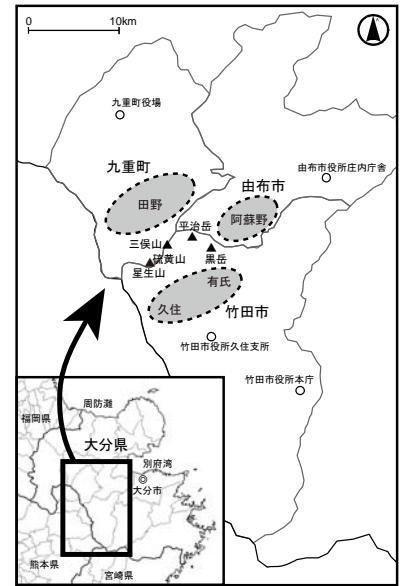 0 10km
九重町役場
九重町
田野
由布市役所庄内庁舎
由布市
阿蘇野
平治岳
三俣山
硫黄山
黒岳
星生山
有氏
久住
竹田市
竹田市役所久住支所
竹田市役所本庁
周防灘
福岡県
大分県
別府湾
大分市
熊本県
宮崎県